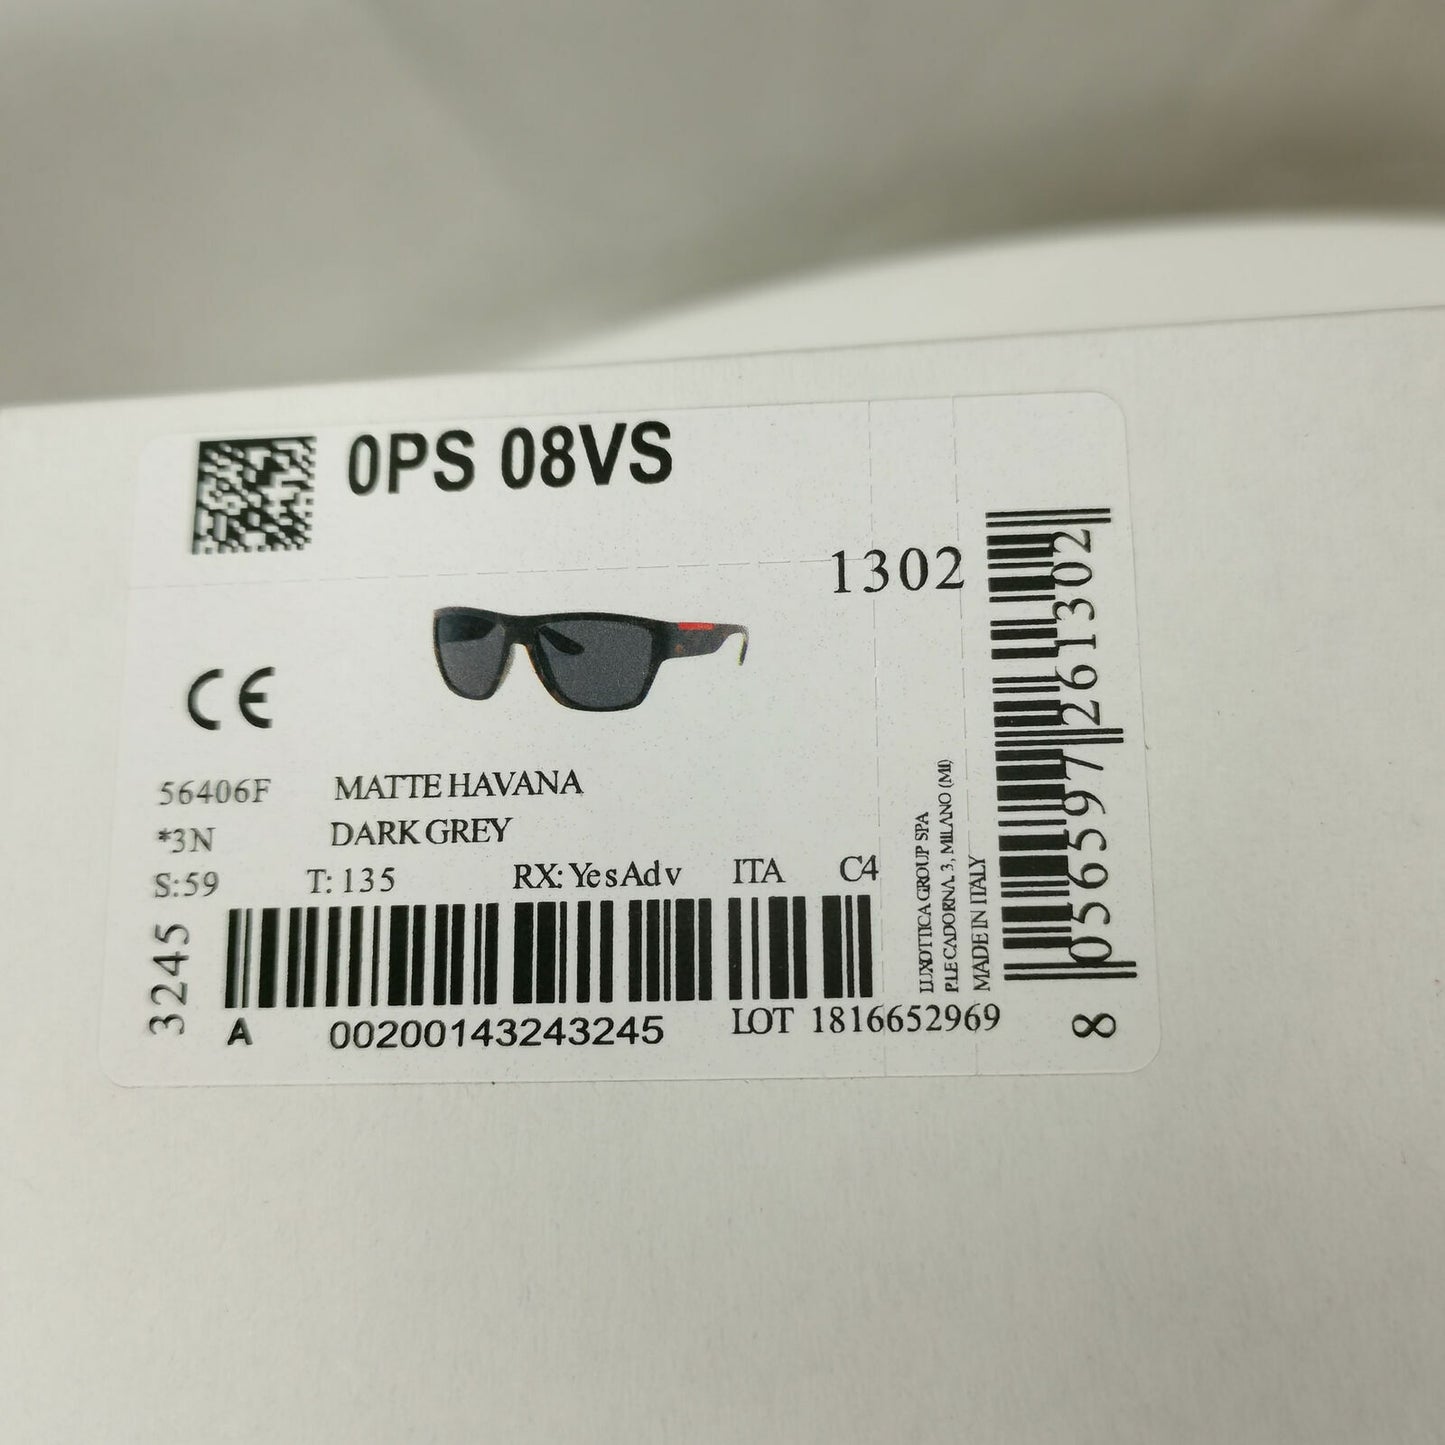 0PS 08VS
1302
CE
56406F MATTE HAVANA
*3N DARK GREY
S:59 T: 135 RX: YesAdv ITA C4
3245
A 00200143243245 LOT 1816652969
LUXOTTICA GROUP SPA
P.LE CADORNA, 3, MILANO (MI)
MADE IN ITALY
8 056597 261302